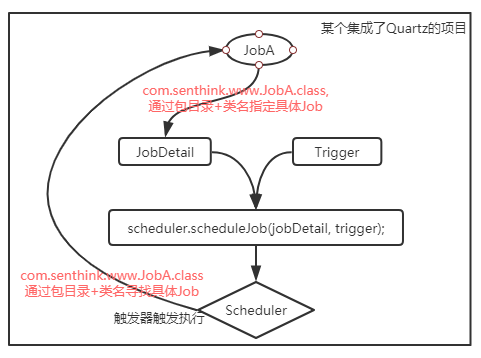 某个集成了Quartz的项目
JobA
com.senthink.www.JobA.class,
通过包目录+类名指定具体Job
JobDetail
Trigger
scheduler.scheduleJob(jobDetail, trigger);
com.senthink.www.JobA.class
通过包目录+类名寻找具体Job
Scheduler
触发器触发执行